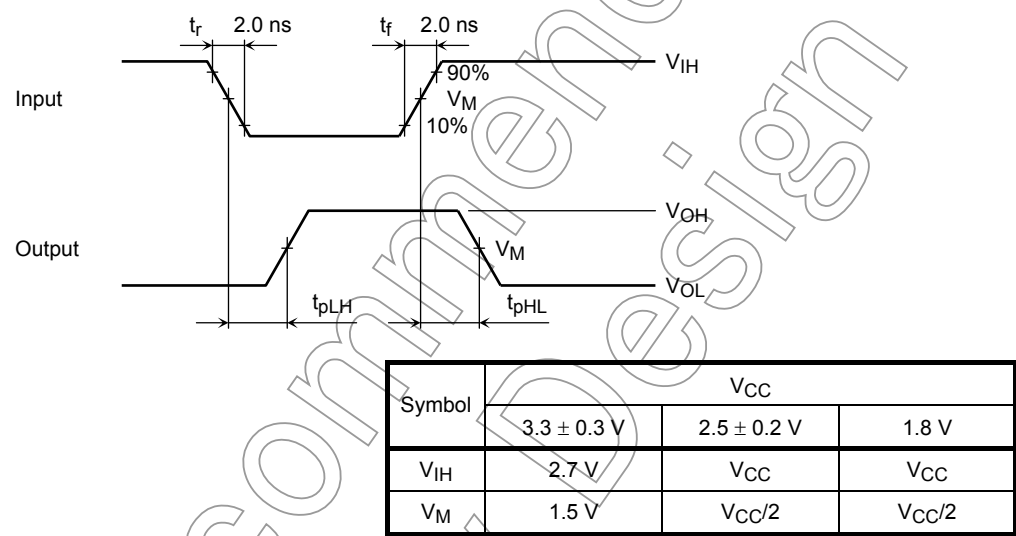 tr 2.0 ns tf 2.0 ns
VIH
90%
Input
VM
10%
VOH
Output
VM
VOL
tpLH tpHL
Symbol VCC
3.3 ± 0.3 V 2.5 ± 0.2 V 1.8 V
VIH 2.7 V VCC VCC
VM 1.5 V VCC/2 VCC/2